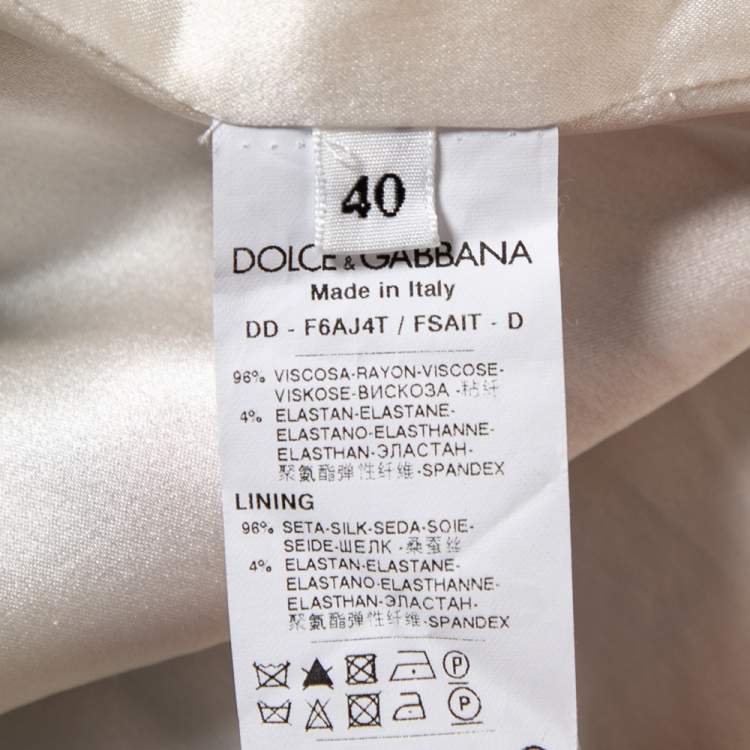 40
DOLCE & GABBANA
Made in Italy
DD - F6AJ4T / FSAIT - D
96% VISCOSA-RAYON-VISCOSE-
VISKOSE-ВИСКОЗА -粘纤
4% ELASTAN-ELASTANE-
ELASTANO-ELASTHANNE-
ELASTHAN-ЭЛАСТАН-
聚氨酯弹性纤维-SPANDEX
LINING
96% SETA-SILK-SEDA-SOIE-
SEIDE-ШЕЛК -桑蚕丝
4% ELASTAN-ELASTANE-
ELASTANO-ELASTHANNE-
ELASTHAN-ЭЛАСТАН-
聚氨酯弹性纤维-SPANDEX
P
P